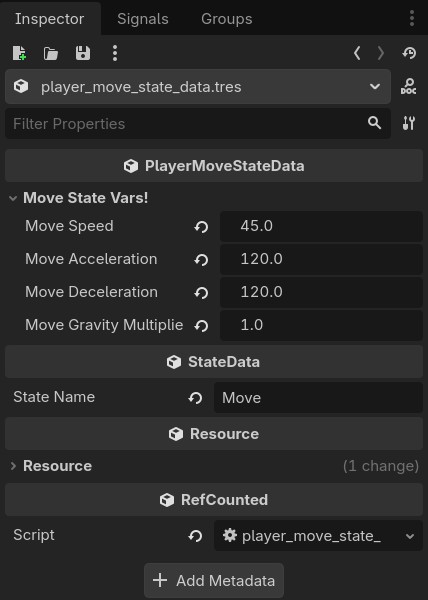 Inspector Signals Groups
player_move_state_data.tres DOC
Filter Properties
PlayerMoveStateData
Move State Vars!
Move Speed 45.0
Move Acceleration 120.0
Move Deceleration 120.0
Move Gravity Multiplie 1.0
StateData
State Name Move
Resource
Resource (1 change)
RefCounted
Script player_move_state_
Add Metadata